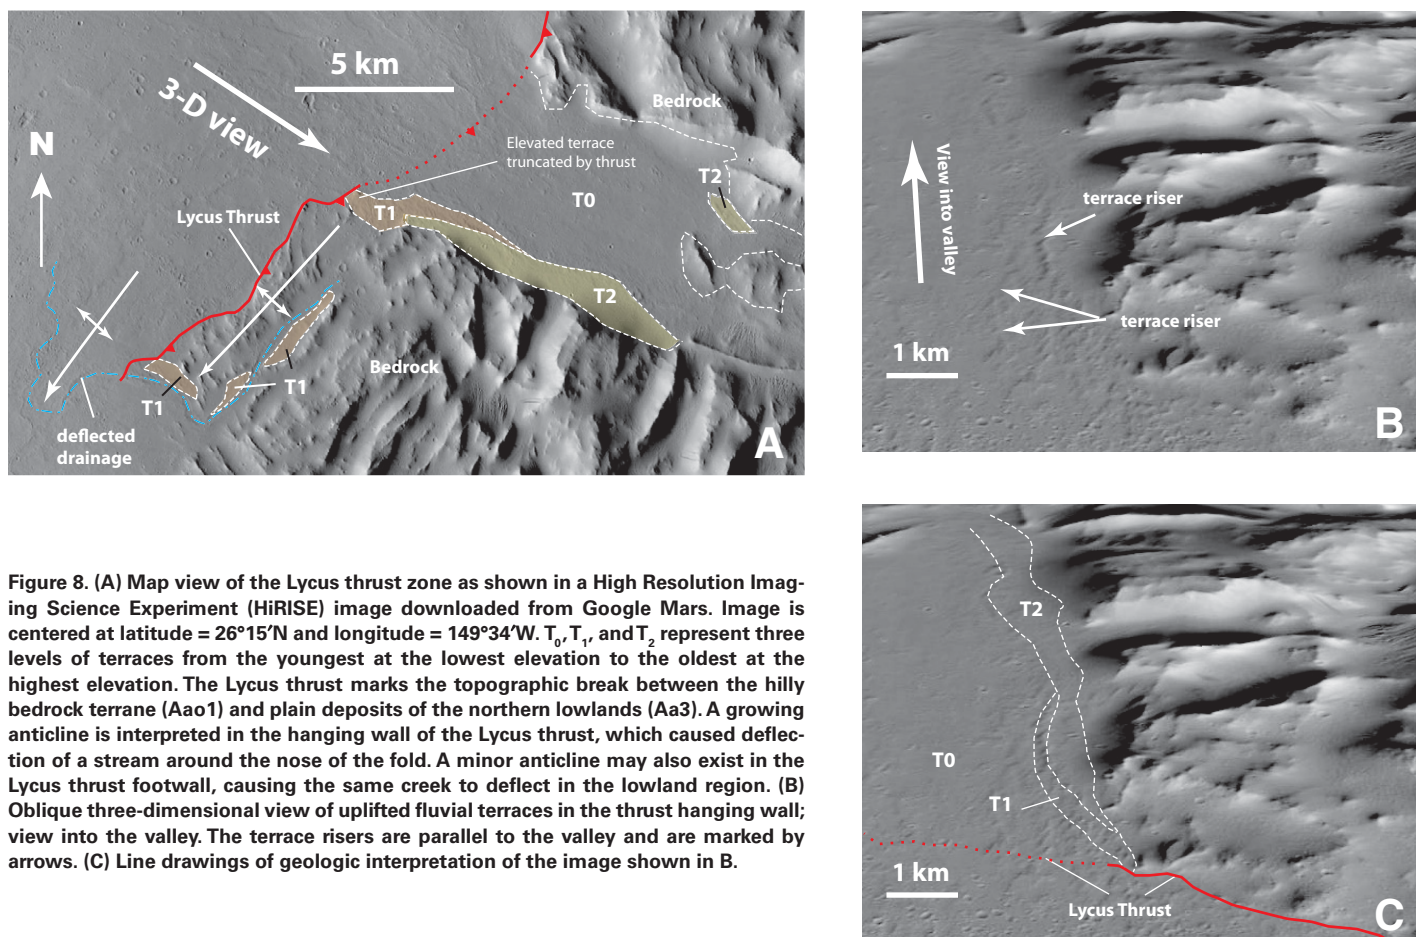 5 km
3-D view
N
Bedrock
Elevated terrace
truncated by thrust
T2
T0
T1
Lycus Thrust
T2
Bedrock
T1
T1
deflected
drainage
A
View into valley
terrace riser
terrace riser
1 km
B
Figure 8. (A) Map view of the Lycus thrust zone as shown in a High Resolution Imag-
ing Science Experiment (HiRISE) image downloaded from Google Mars. Image is
centered at latitude = 26°15′N and longitude = 149°34′W. T0, T1, and T2 represent three
levels of terraces from the youngest at the lowest elevation to the oldest at the
highest elevation. The Lycus thrust marks the topographic break between the hilly
bedrock terrane (Aao1) and plain deposits of the northern lowlands (Aa3). A growing
anticline is interpreted in the hanging wall of the Lycus thrust, which caused deflec-
tion of a stream around the nose of the fold. A minor anticline may also exist in the
Lycus thrust footwall, causing the same creek to deflect in the lowland region. (B)
Oblique three-dimensional view of uplifted fluvial terraces in the thrust hanging wall;
view into the valley. The terrace risers are parallel to the valley and are marked by
arrows. (C) Line drawings of geologic interpretation of the image shown in B.
T2
T0
T1
1 km
Lycus Thrust
C